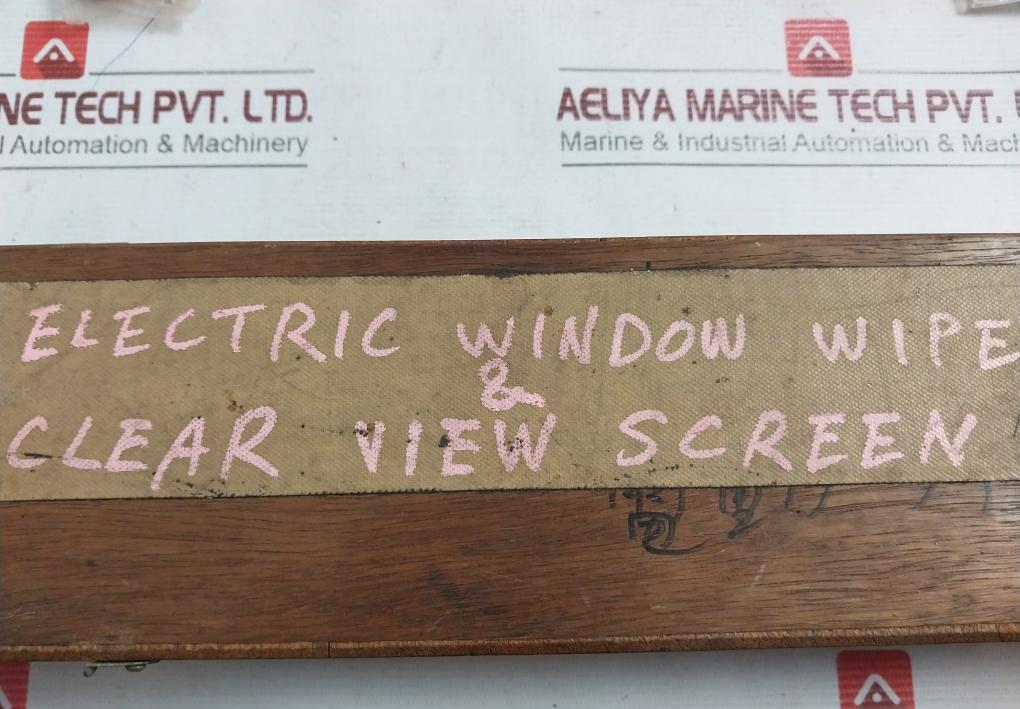 NE TECH PVT. LTD.
l Automation & Machinery
AELIYA MARINE TECH PVT.
Marine & Industrial Automation & Mach
ELECTRIC WINDOW WIPE
&
CLEAR VIEW SCREEN